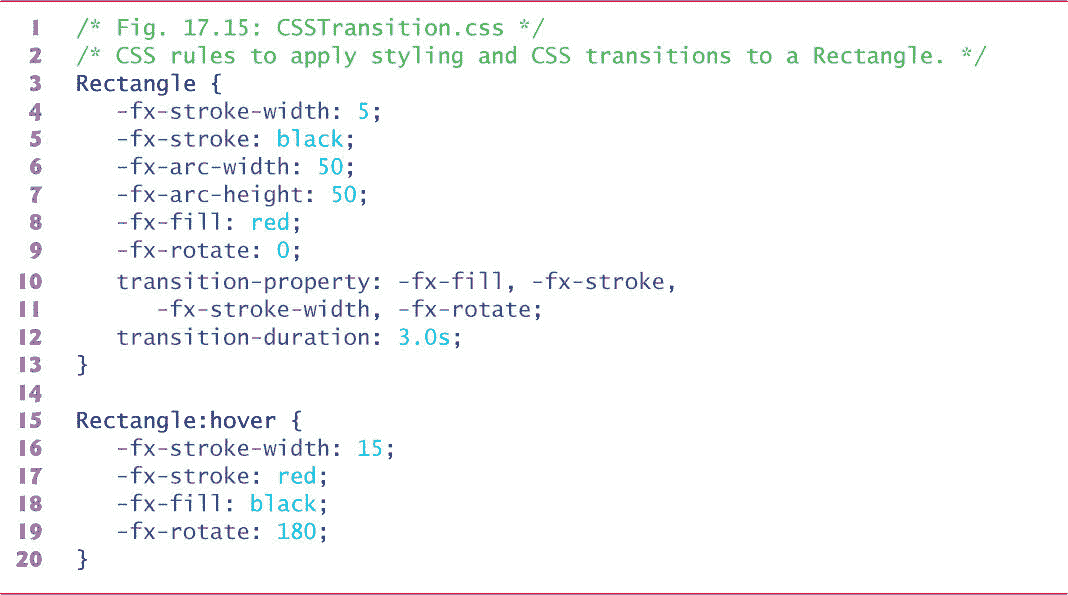 1 /* Fig. 17.15: CSSTransition.css */
2 /* CSS rules to apply styling and CSS transitions to a Rectangle. */
3 Rectangle {
4    -fx-stroke-width: 5;
5    -fx-stroke: black;
6    -fx-arc-width: 50;
7    -fx-arc-height: 50;
8    -fx-fill: red;
9    -fx-rotate: 0;
10    transition-property: -fx-fill, -fx-stroke,
11       -fx-stroke-width, -fx-rotate;
12    transition-duration: 3.0s;
13 }
14
15 Rectangle:hover {
16    -fx-stroke-width: 15;
17    -fx-stroke: red;
18    -fx-fill: black;
19    -fx-rotate: 180;
20 }